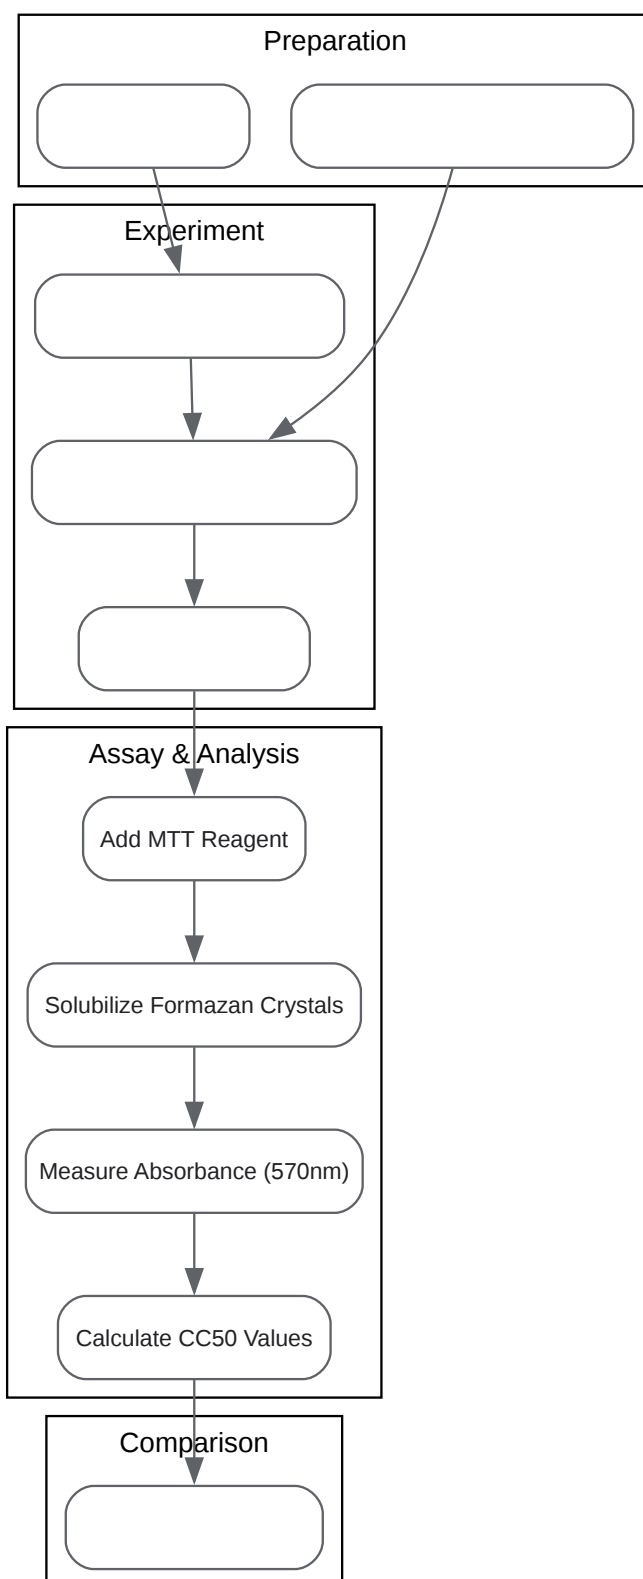 Preparation
Experiment
Assay & Analysis
Add MTT Reagent
Solubilize Formazan Crystals
Measure Absorbance (570nm)
Calculate CC50 Values
Comparison